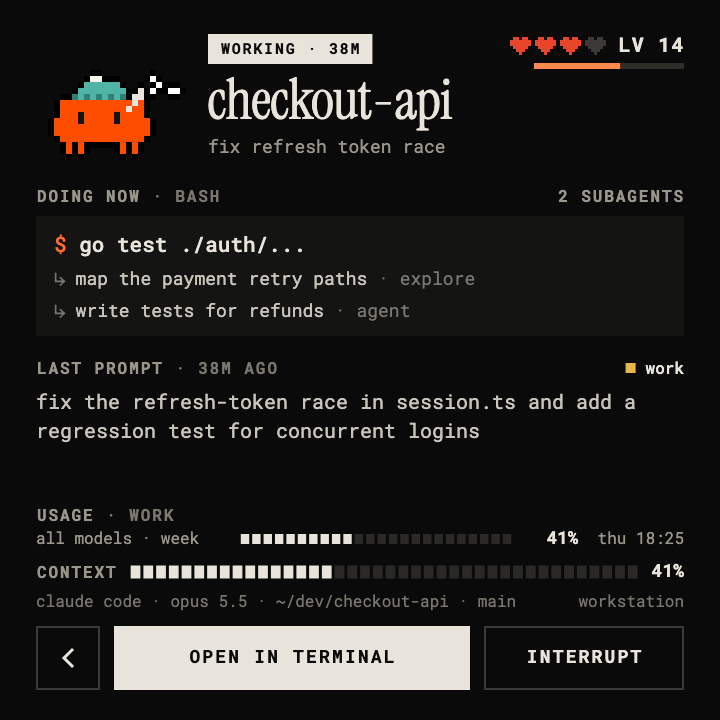 WORKING · 38M
LV 14
checkout-api
fix refresh token race
DOING NOW · BASH
2 SUBAGENTS
$ go test ./auth/...
↳ map the payment retry paths · explore
↳ write tests for refunds · agent
LAST PROMPT · 38M AGO
work
fix the refresh-token race in session.ts and add a
regression test for concurrent logins
USAGE · WORK
all models · week 41% thu 18:25
CONTEXT 41%
claude code · opus 5.5 · ~/dev/checkout-api · main workstation
OPEN IN TERMINAL
INTERRUPT